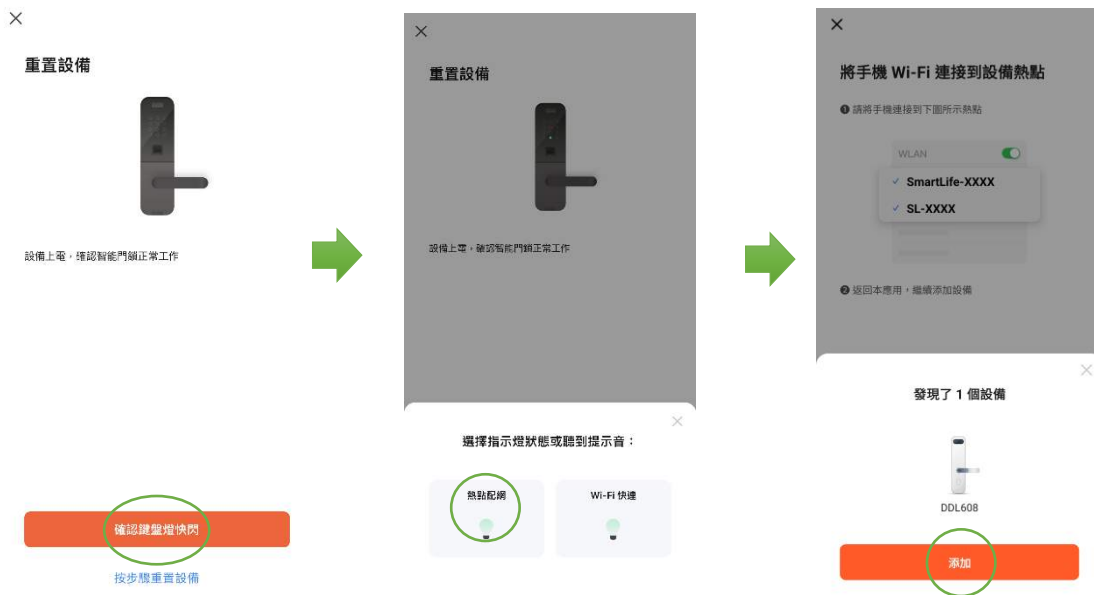 重置設備
設備上電，確認智能門鎖正常工作
確認鍵盤燈快閃
按步驟重置設備
重置設備
設備上電，確認智能門鎖正常工作
選擇指示燈狀態或聽到提示音：
熱點配網
Wi-Fi 快連
將手機 Wi-Fi 連接到設備熱點
❶ 請將手機連接到下圖所示熱點
WLAN
SmartLife-XXXX
SL-XXXX
❷ 返回本應用，繼續添加設備
發現了 1 個設備
DDL608
添加